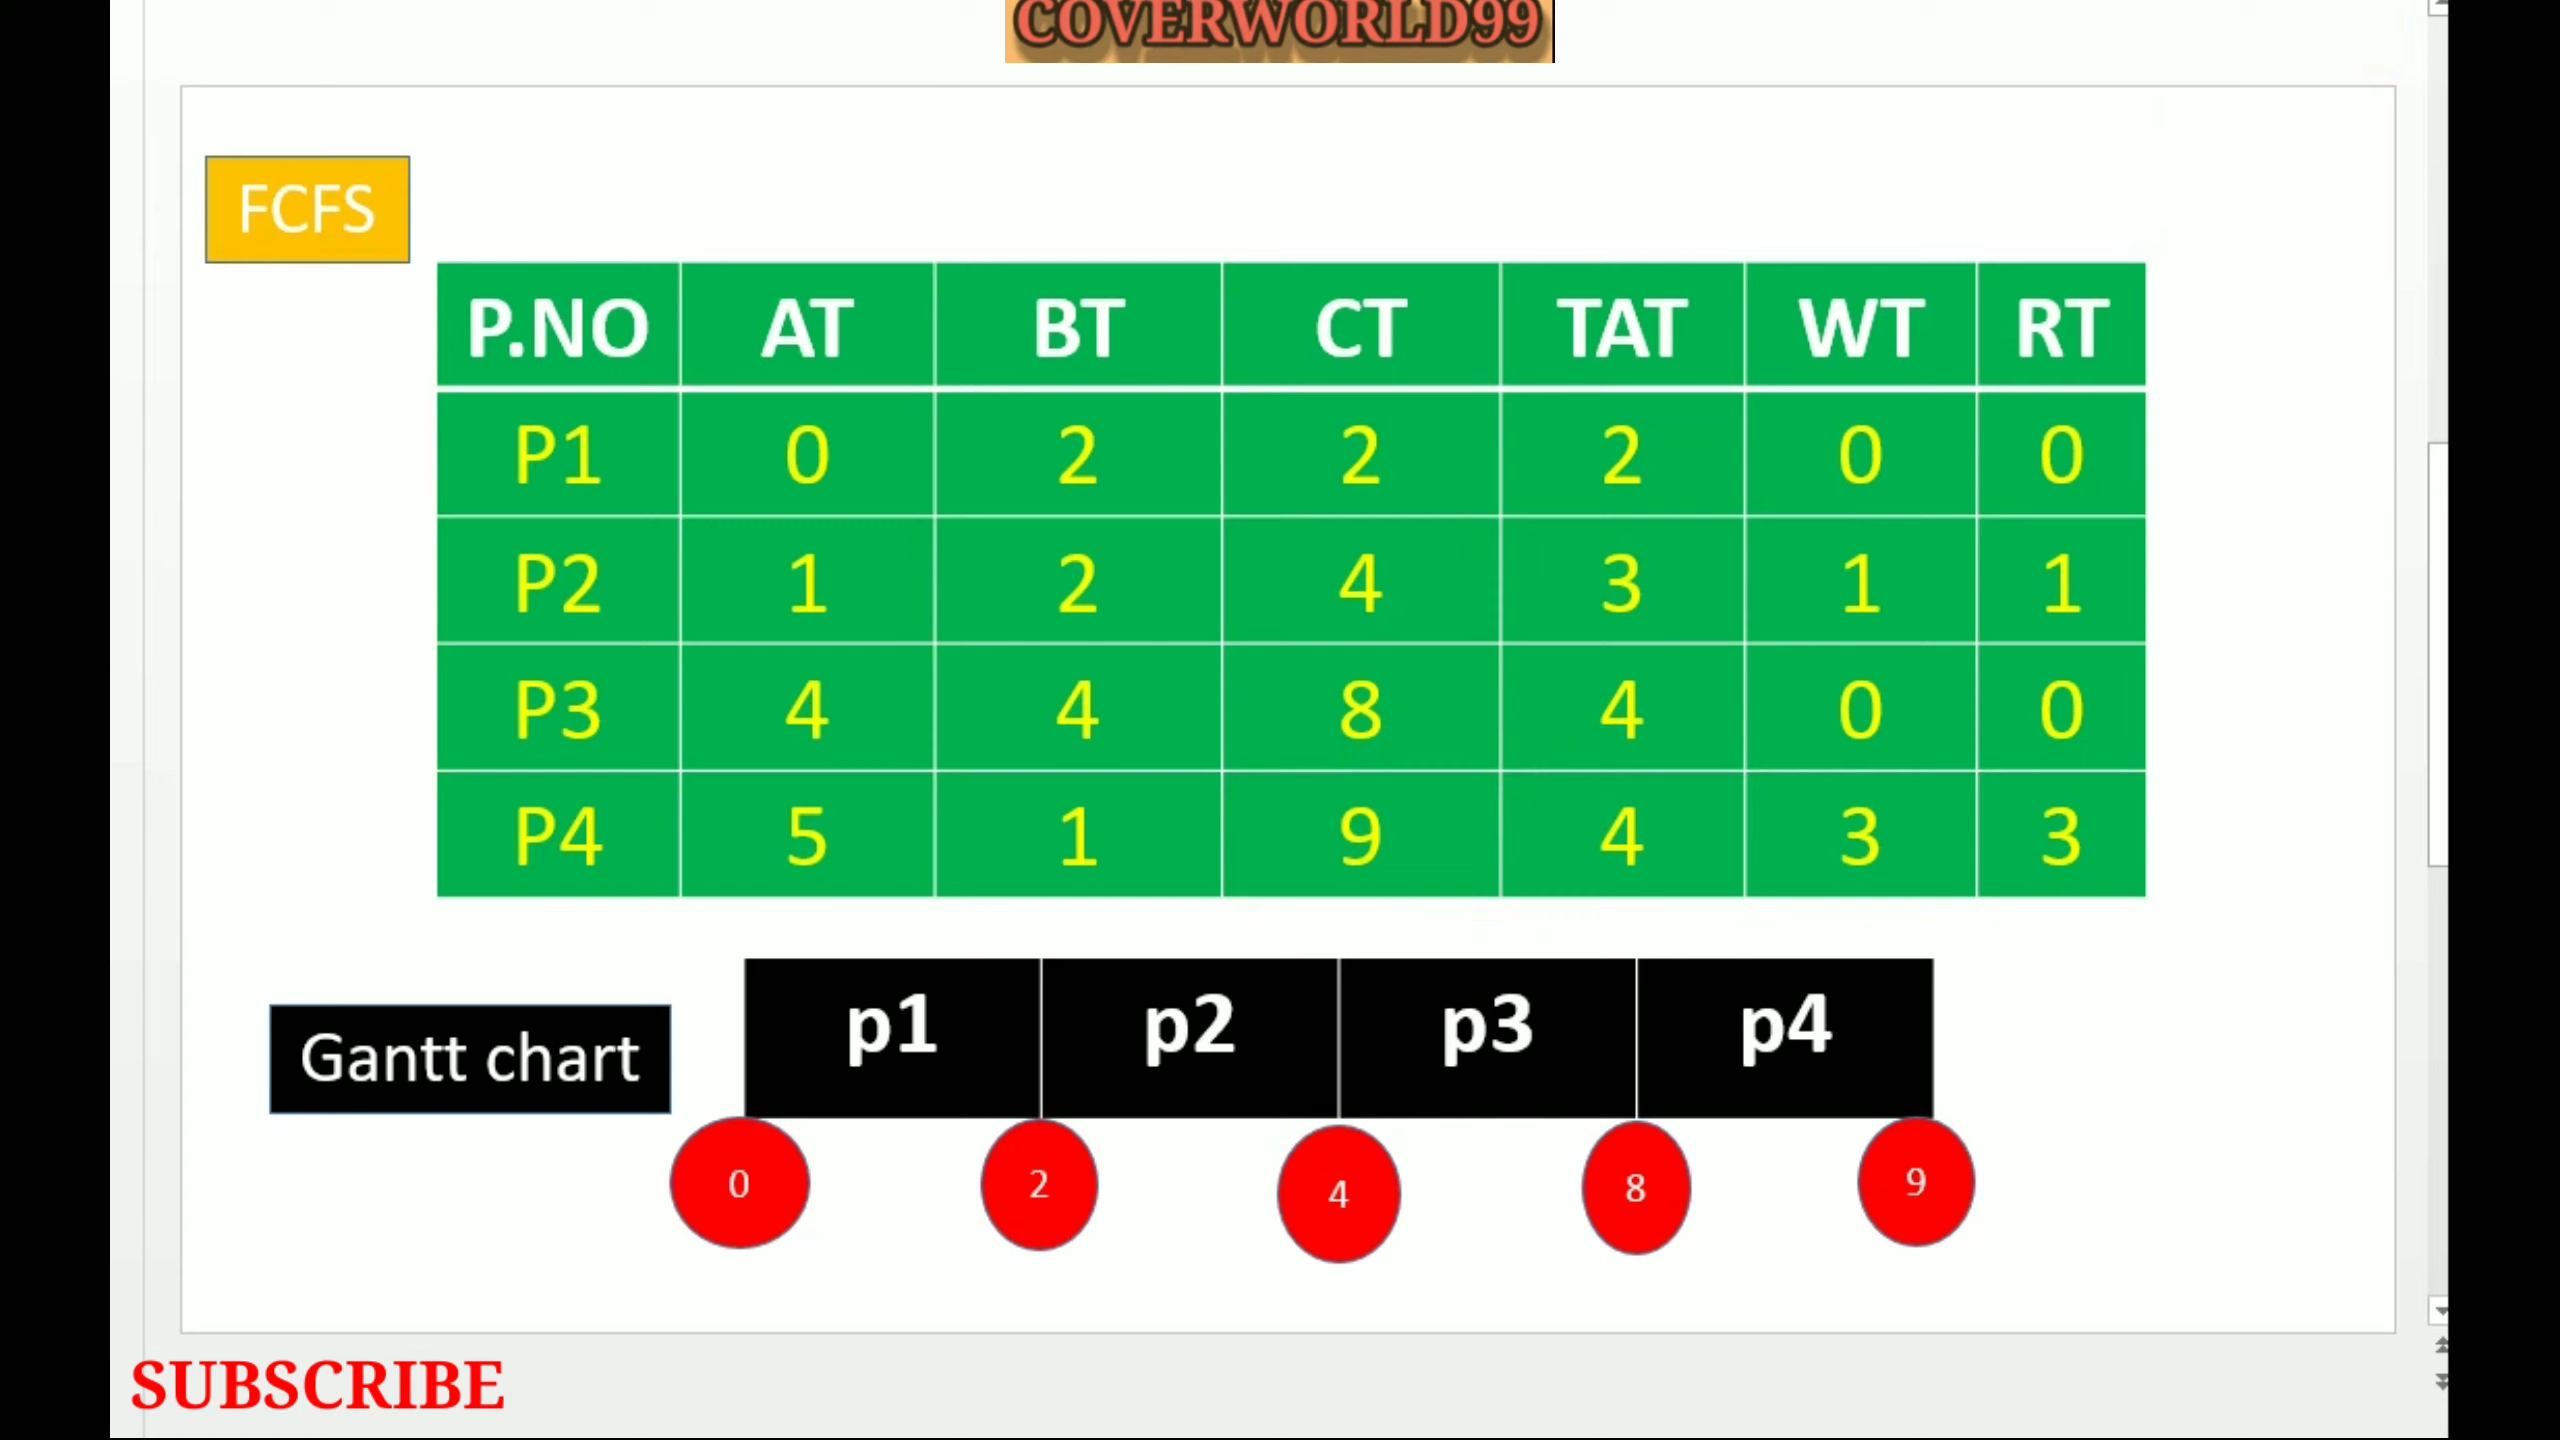 COVERWORLD99
FCFS
P.NO AT BT CT TAT WT RT
P1 0 2 2 2 0 0
P2 1 2 4 3 1 1
P3 4 4 8 4 0 0
P4 5 1 9 4 3 3
p1 p2 p3 p4
Gantt chart
0 2 4 8 9
SUBSCRIBE